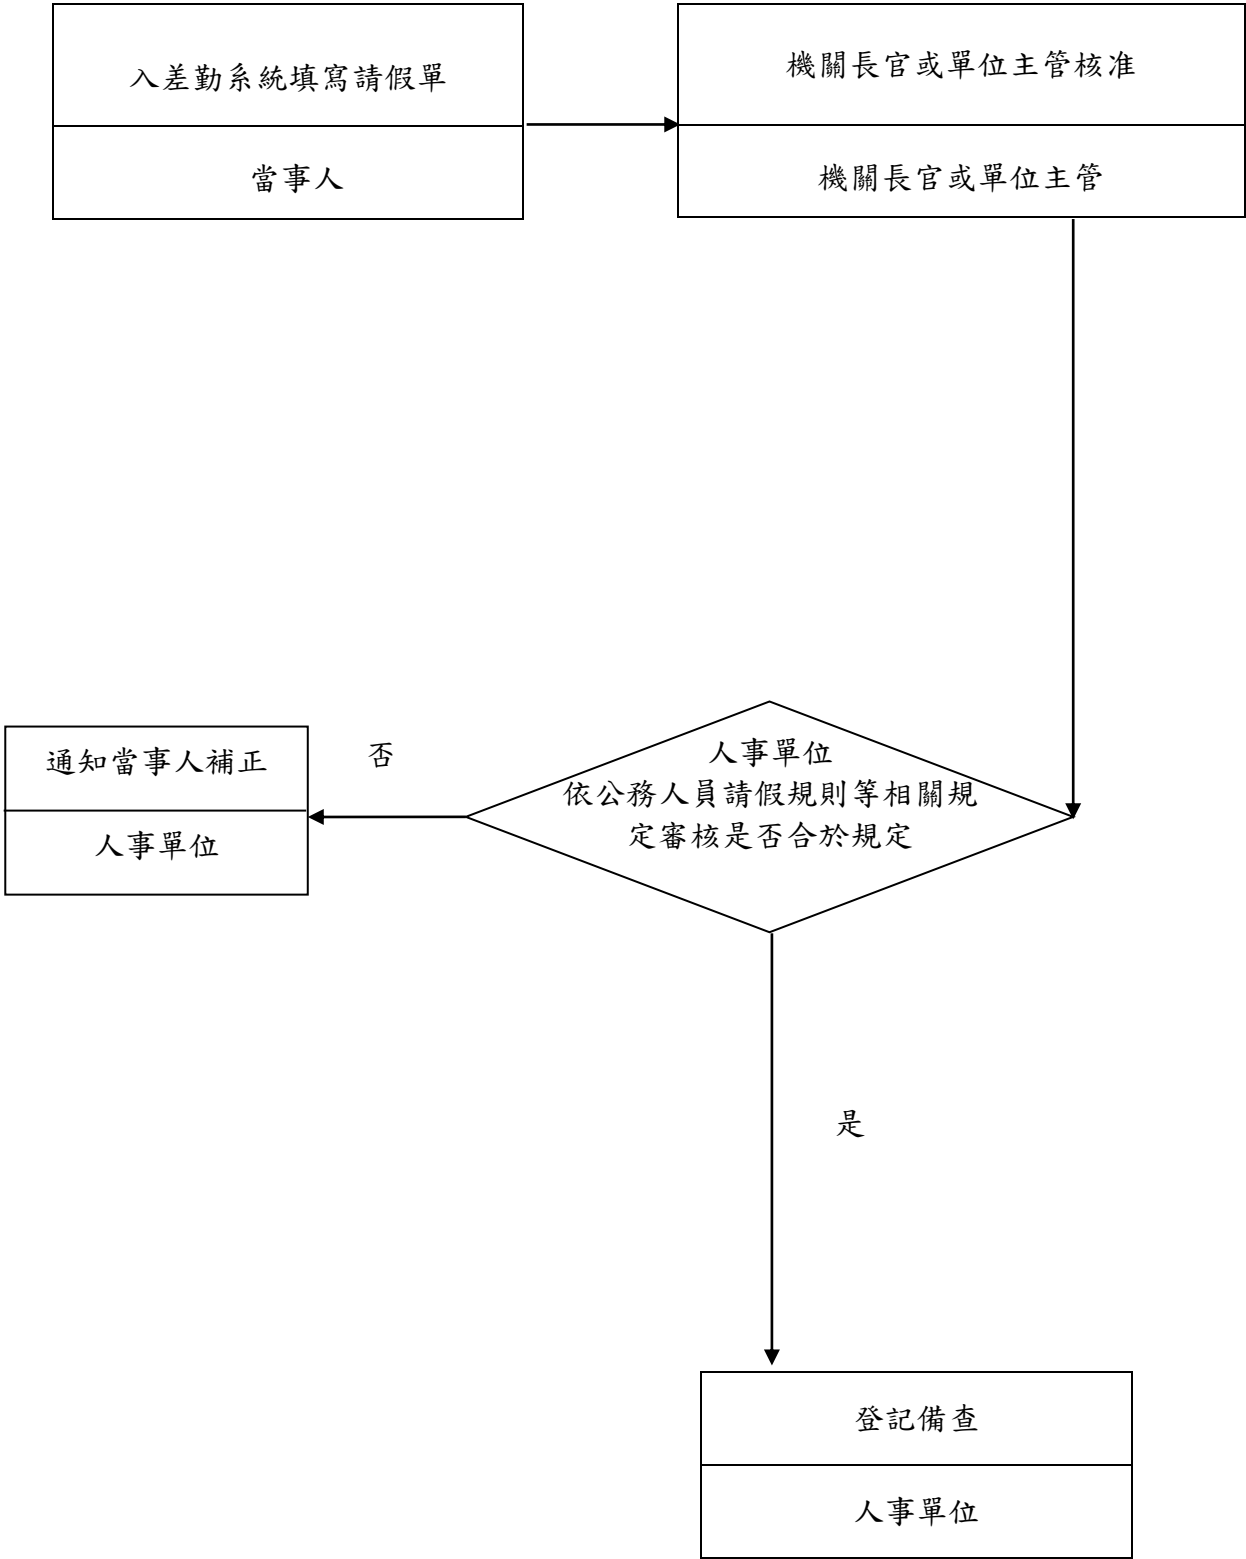 入差勤系統填寫請假單
當事人
機關長官或單位主管核准
機關長官或單位主管
人事單位
依公務人員請假規則等相關規
定審核是否合於規定
否
通知當事人補正
人事單位
是
登記備查
人事單位